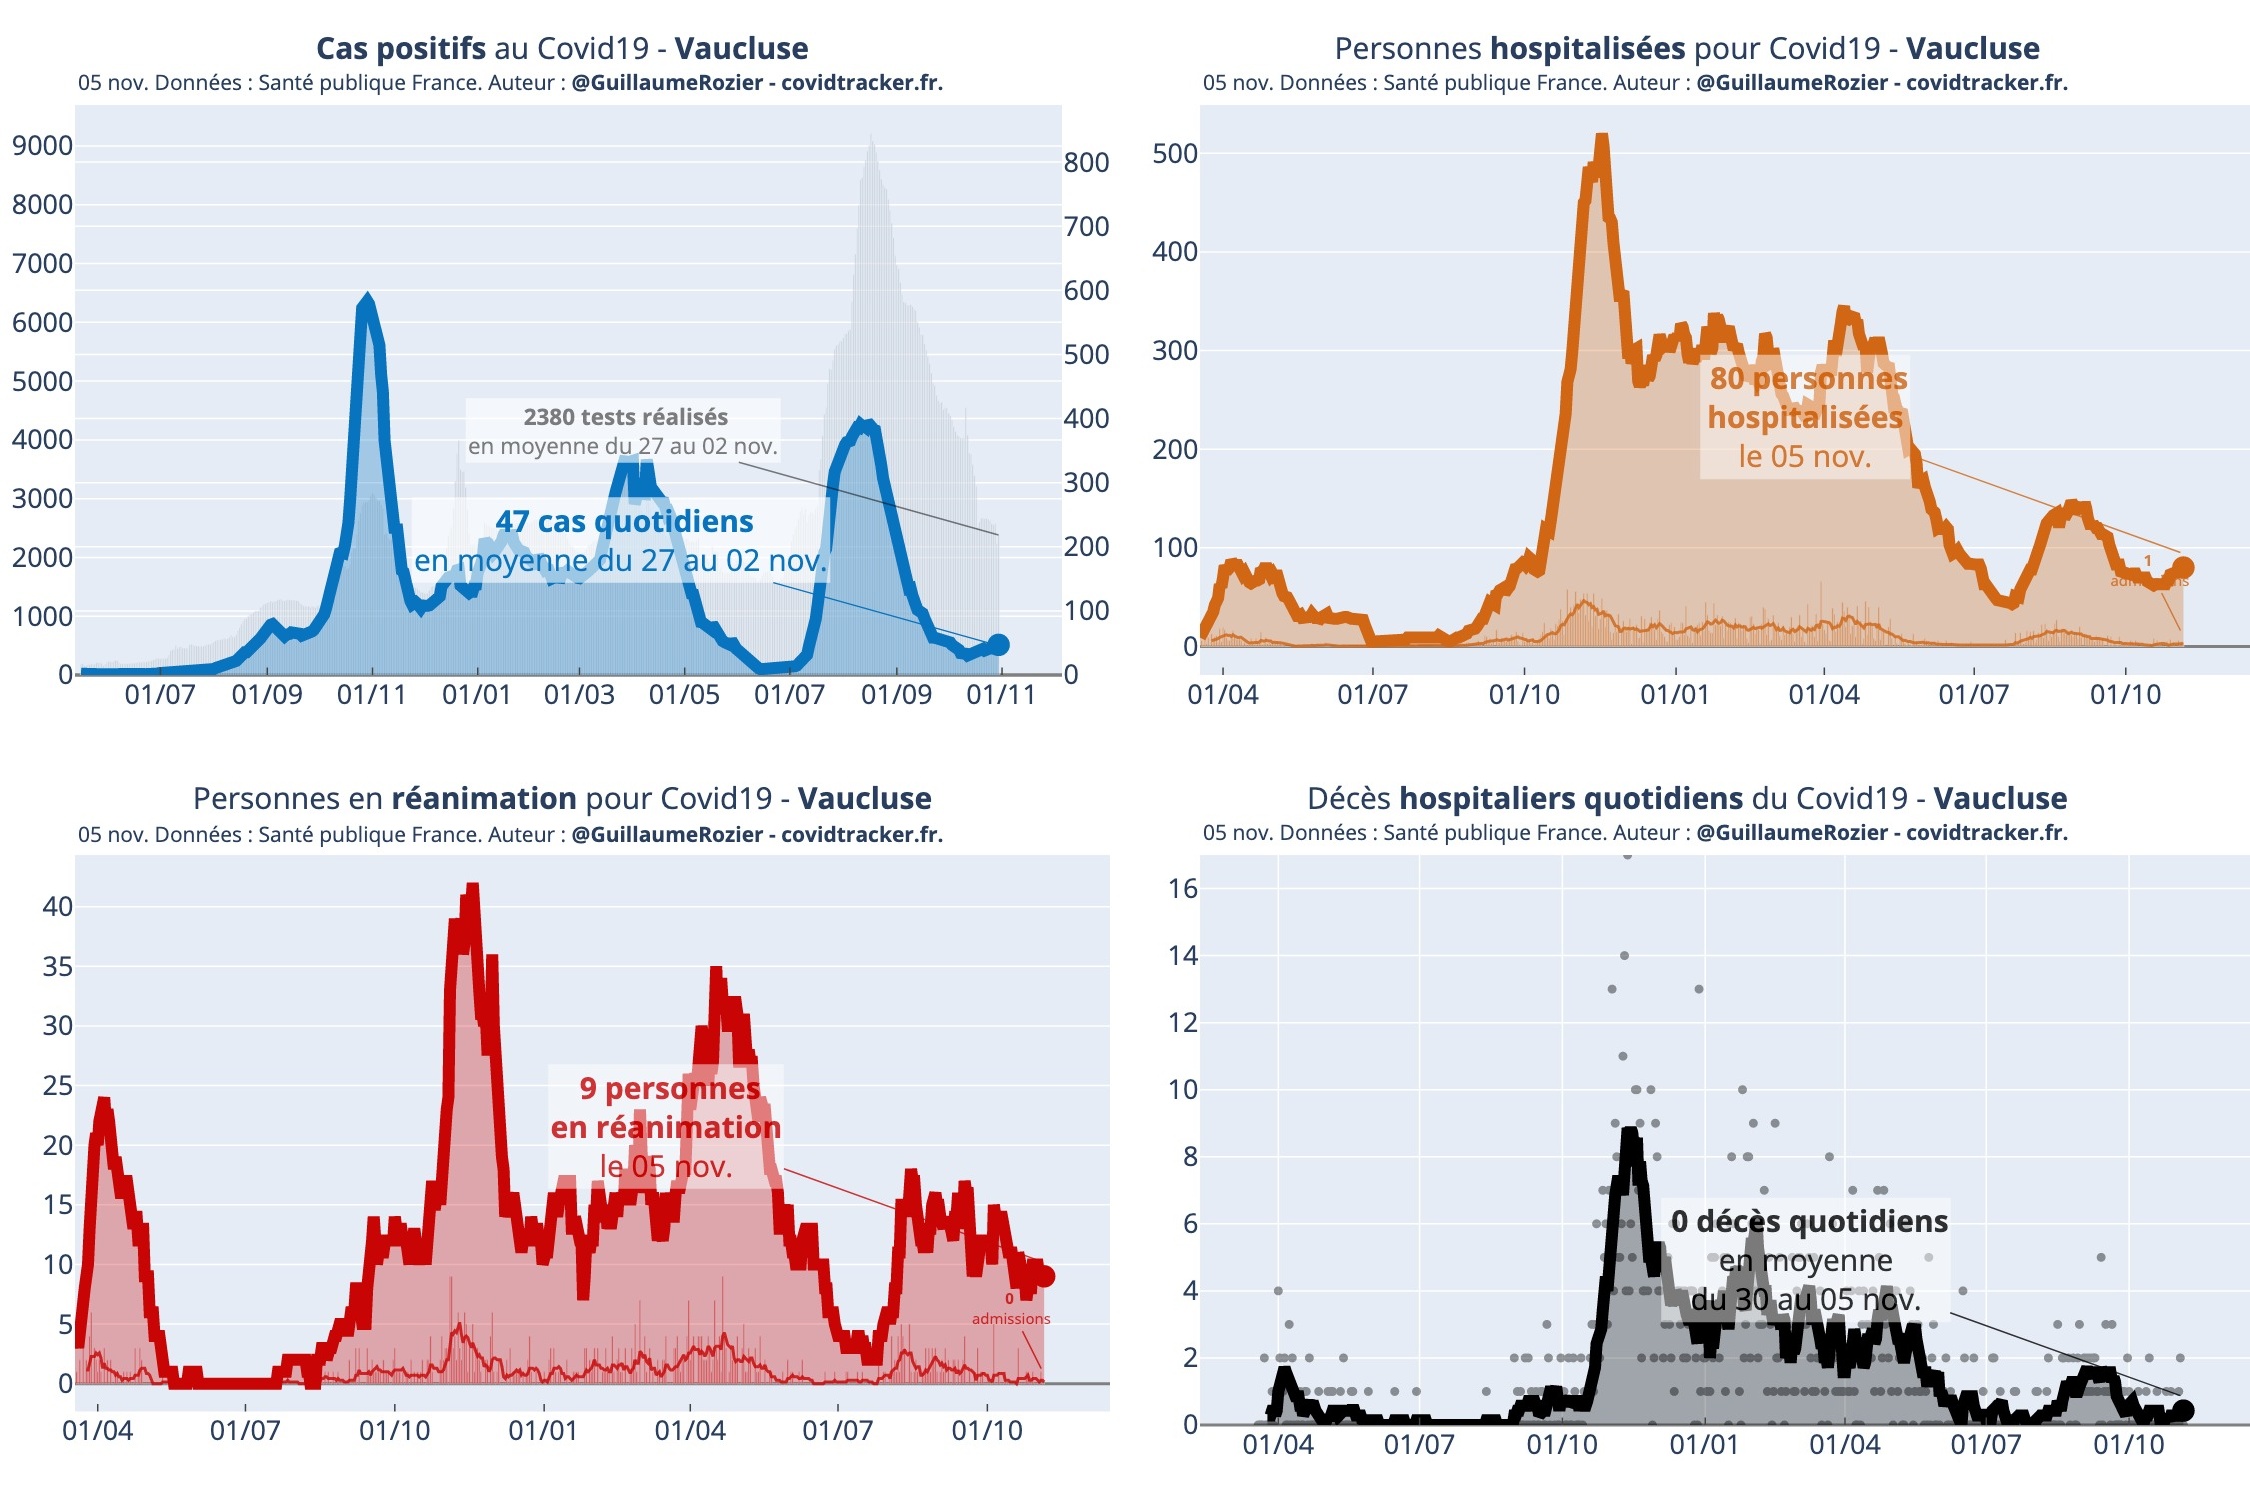 Cas positifs au Covid19 - Vaucluse
05 nov. Données : Santé publique France. Auteur : @GuillaumeRozier - covidtracker.fr.
9000
8000
7000
6000
5000
4000
3000
2000
1000
0
800
700
600
500
400
300
200
100
0
2380 tests réalisés
en moyenne du 27 au 02 nov.
47 cas quotidiens
en moyenne du 27 au 02 nov.
01/07 01/09 01/11 01/01 01/03 01/05 01/07 01/09 01/11
Personnes hospitalisées pour Covid19 - Vaucluse
05 nov. Données : Santé publique France. Auteur : @GuillaumeRozier - covidtracker.fr.
500
400
300
200
100
0
80 personnes
hospitalisées
le 05 nov.
1
admissions
01/04 01/07 01/10 01/01 01/04 01/07 01/10
Personnes en réanimation pour Covid19 - Vaucluse
05 nov. Données : Santé publique France. Auteur : @GuillaumeRozier - covidtracker.fr.
40
35
30
25
20
15
10
5
0
9 personnes
en réanimation
le 05 nov.
0
admissions
01/04 01/07 01/10 01/01 01/04 01/07 01/10
Décès hospitaliers quotidiens du Covid19 - Vaucluse
05 nov. Données : Santé publique France. Auteur : @GuillaumeRozier - covidtracker.fr.
16
14
12
10
8
6
4
2
0
0 décès quotidiens
en moyenne
du 30 au 05 nov.
01/04 01/07 01/10 01/01 01/04 01/07 01/10